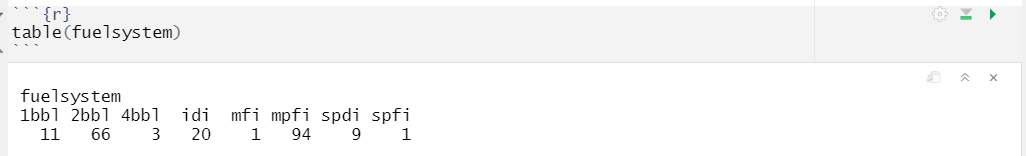 ```{r}
table(fuelsystem)
```
fuelsystem
1bbl 2bbl 4bbl  idi  mfi mpfi spdi spfi
  11   66    3   20    1   94    9    1